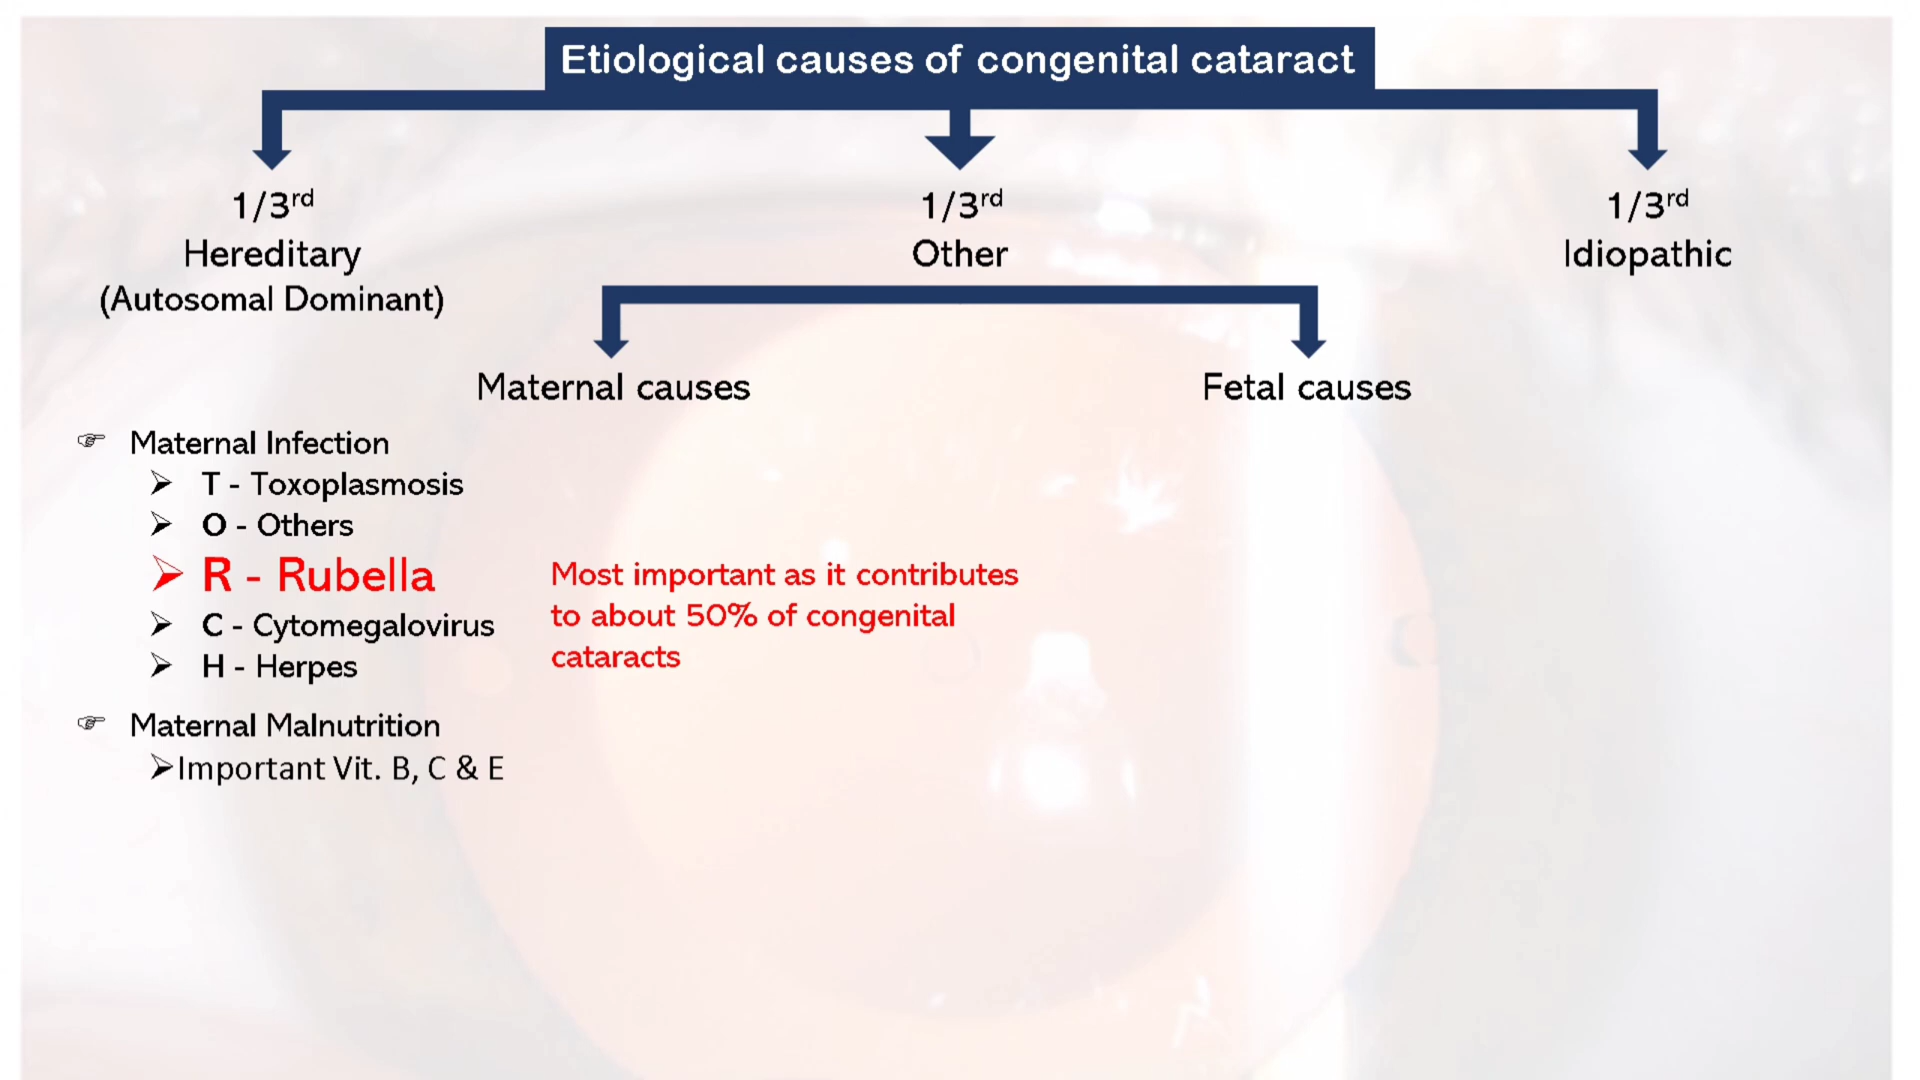 Etiological causes of congenital cataract
1/3rd
Hereditary
(Autosomal Dominant)
1/3rd
Other
1/3rd
Idiopathic
Maternal causes
Fetal causes
Maternal Infection
T - Toxoplasmosis
O - Others
R - Rubella
C - Cytomegalovirus
H - Herpes
Most important as it contributes
to about 50% of congenital
cataracts
Maternal Malnutrition
Important Vit. B, C & E